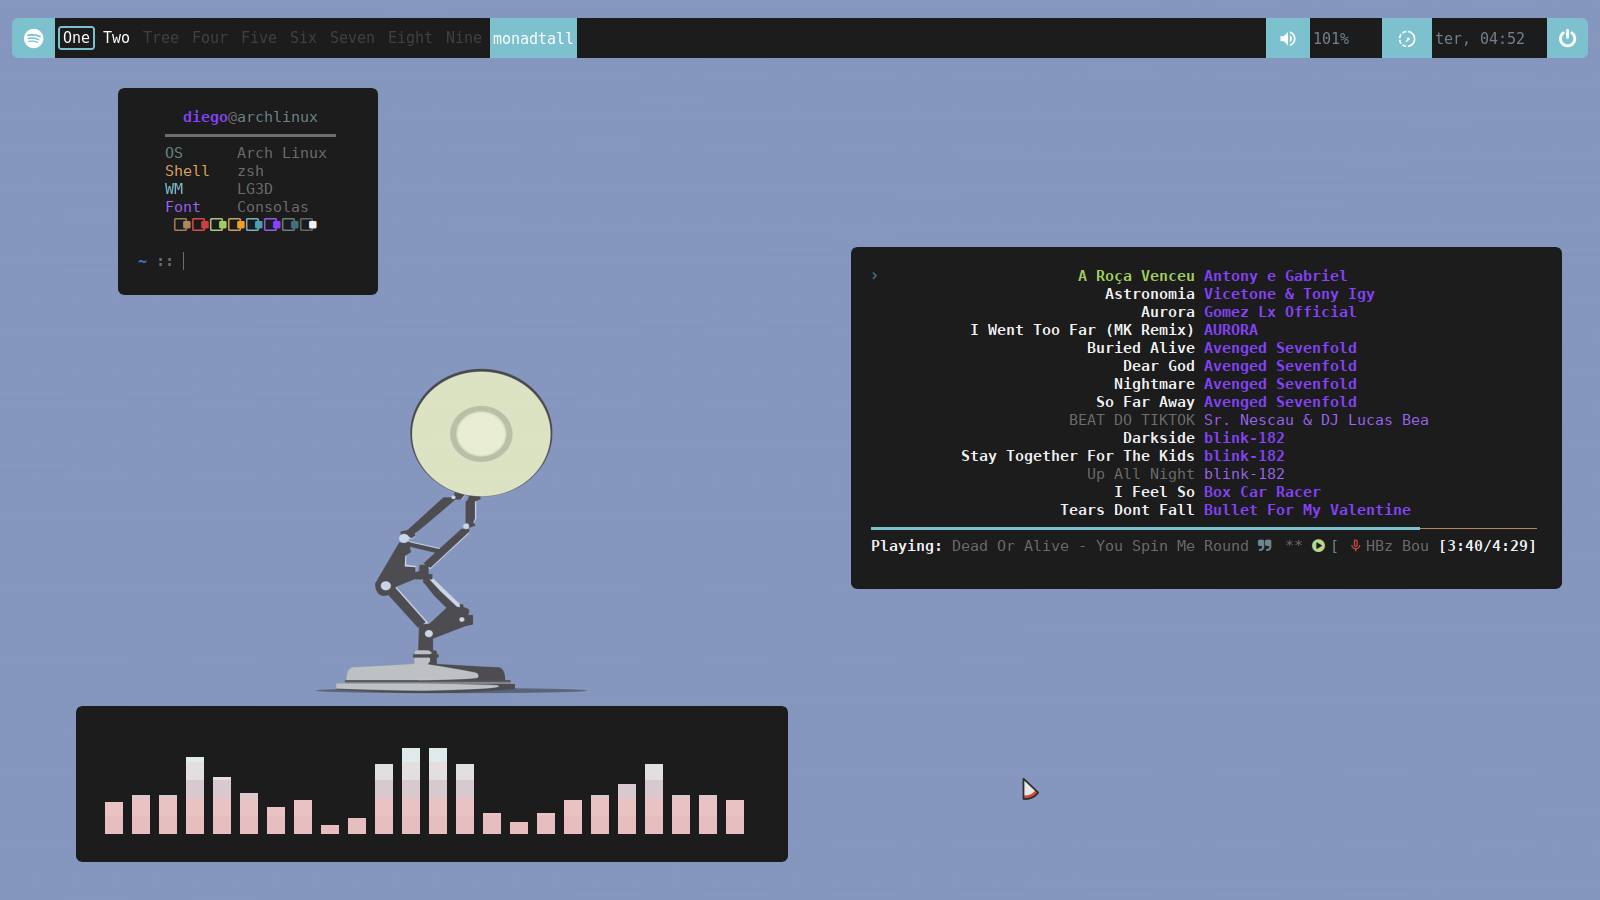 One Two Tree Four Five Six Seven Eight Nine monadtall 101% ter, 04:52
diego@archlinux
OS Arch Linux
Shell zsh
WM LG3D
Font Consolas
~ ::
› A Roça Venceu Antony e Gabriel
Astronomia Vicetone & Tony Igy
Aurora Gomez Lx Official
I Went Too Far (MK Remix) AURORA
Buried Alive Avenged Sevenfold
Dear God Avenged Sevenfold
Nightmare Avenged Sevenfold
So Far Away Avenged Sevenfold
BEAT DO TIKTOK Sr. Nescau & DJ Lucas Bea
Darkside blink-182
Stay Together For The Kids blink-182
Up All Night blink-182
I Feel So Box Car Racer
Tears Dont Fall Bullet For My Valentine
Playing: Dead Or Alive - You Spin Me Round ** [ HBz Bou [3:40/4:29]